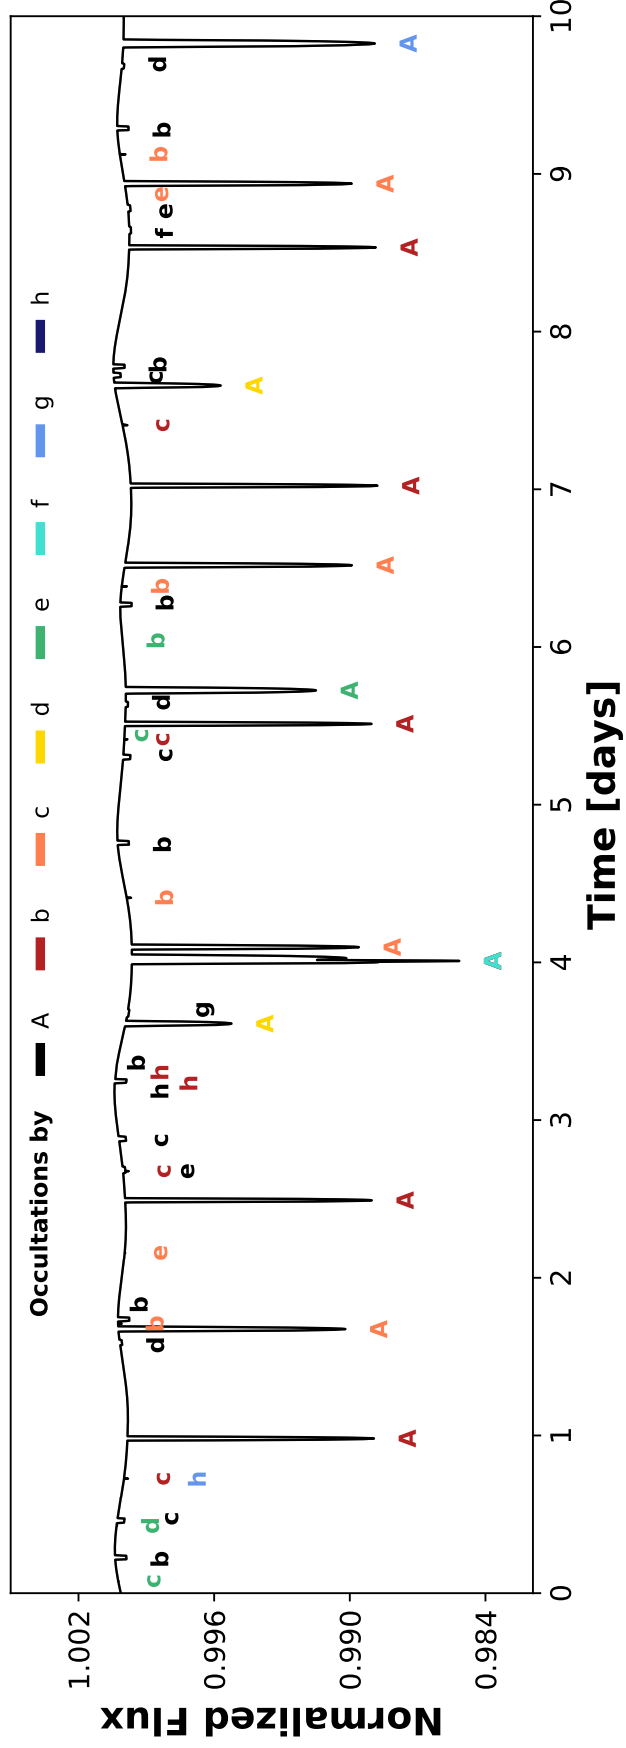 Occultations by A b c d e f g h
1.002
0.996
0.990
0.984
Normalized Flux
c b d c c h A d A b b e A c e c h h h b A g A A b b c c c A d A b b b A A c A c b A f e e A b b d A
0 1 2 3 4 5 6 7 8 9 10
Time [days]